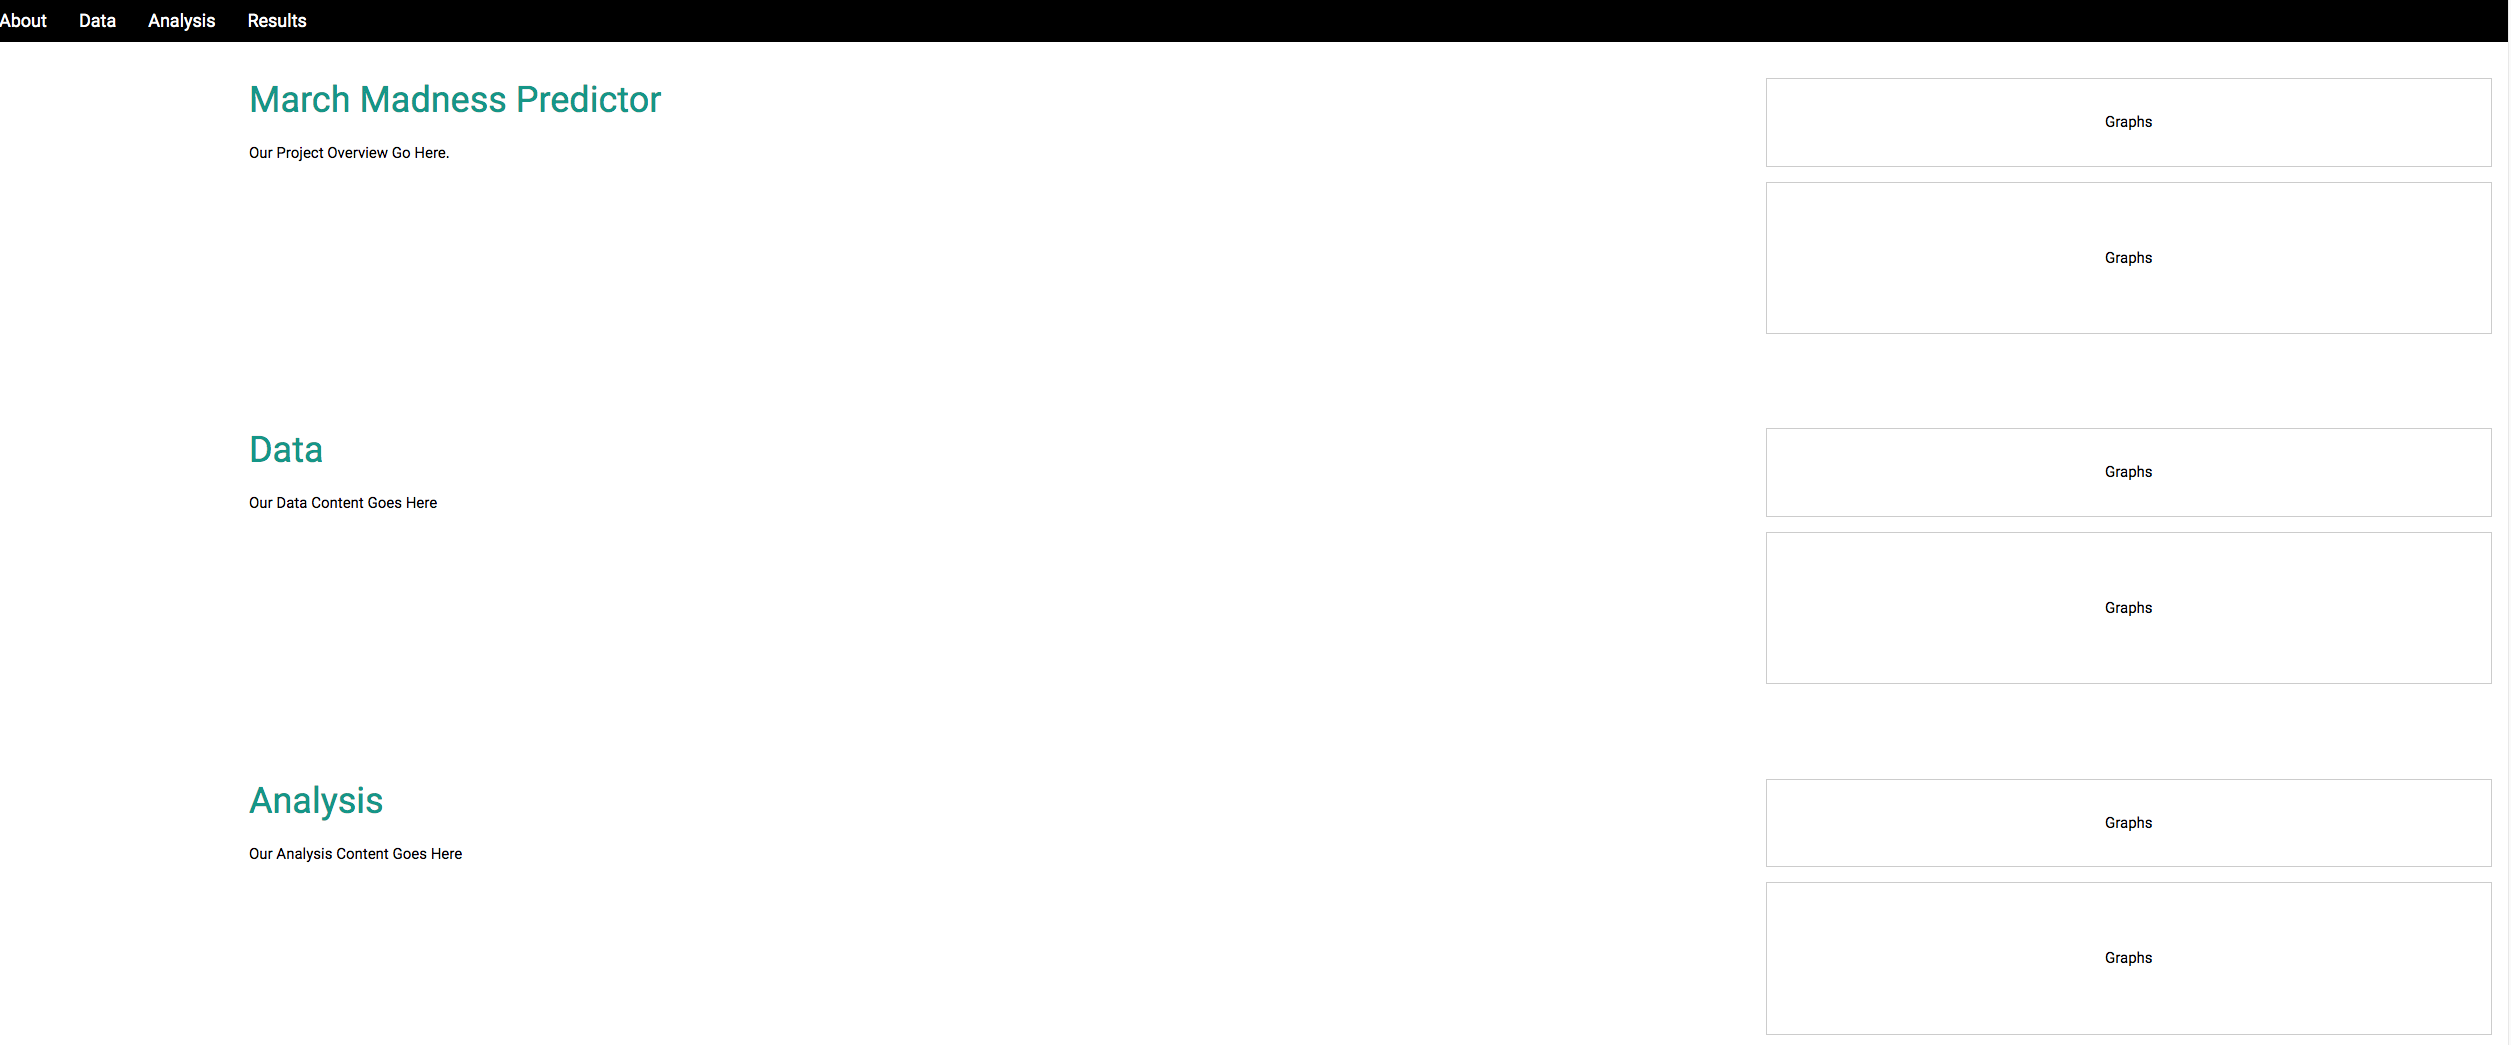 About Data Analysis Results
March Madness Predictor
Our Project Overview Go Here.
Graphs
Graphs
Data
Our Data Content Goes Here
Graphs
Graphs
Analysis
Our Analysis Content Goes Here
Graphs
Graphs